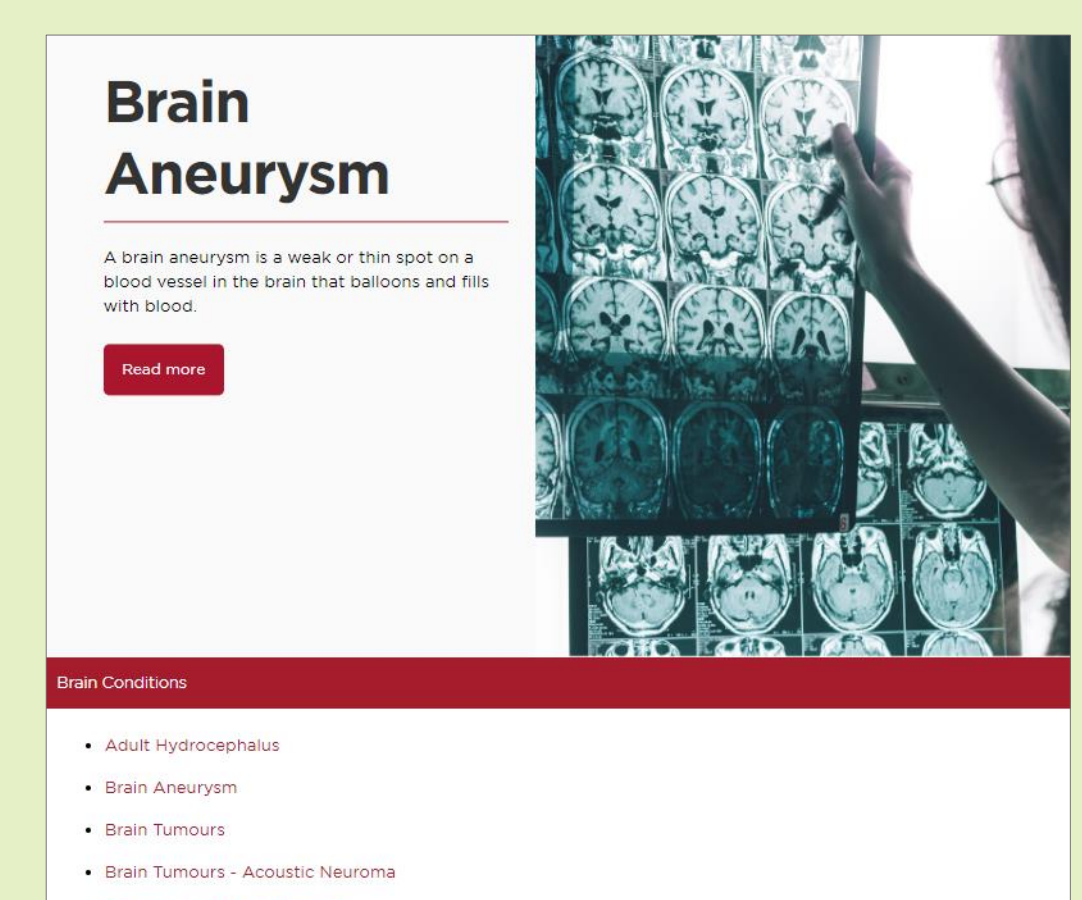 Brain
Aneurysm
A brain aneurysm is a weak or thin spot on a
blood vessel in the brain that balloons and fills
with blood.
Read more
Brain Conditions
• Adult Hydrocephalus
• Brain Aneurysm
• Brain Tumours
• Brain Tumours - Acoustic Neuroma